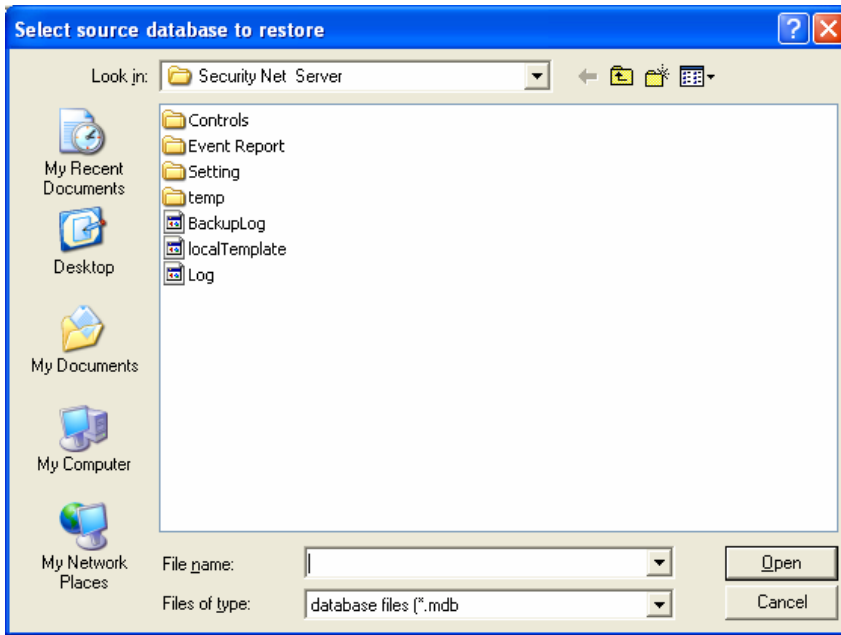 Select source database to restore
Look in: Security Net Server
My Recent
Documents
Desktop
My Documents
My Computer
My Network
Places
Controls
Event Report
Setting
temp
BackupLog
localTemplate
Log
File name: Open
Files of type: database files (*.mdb Cancel